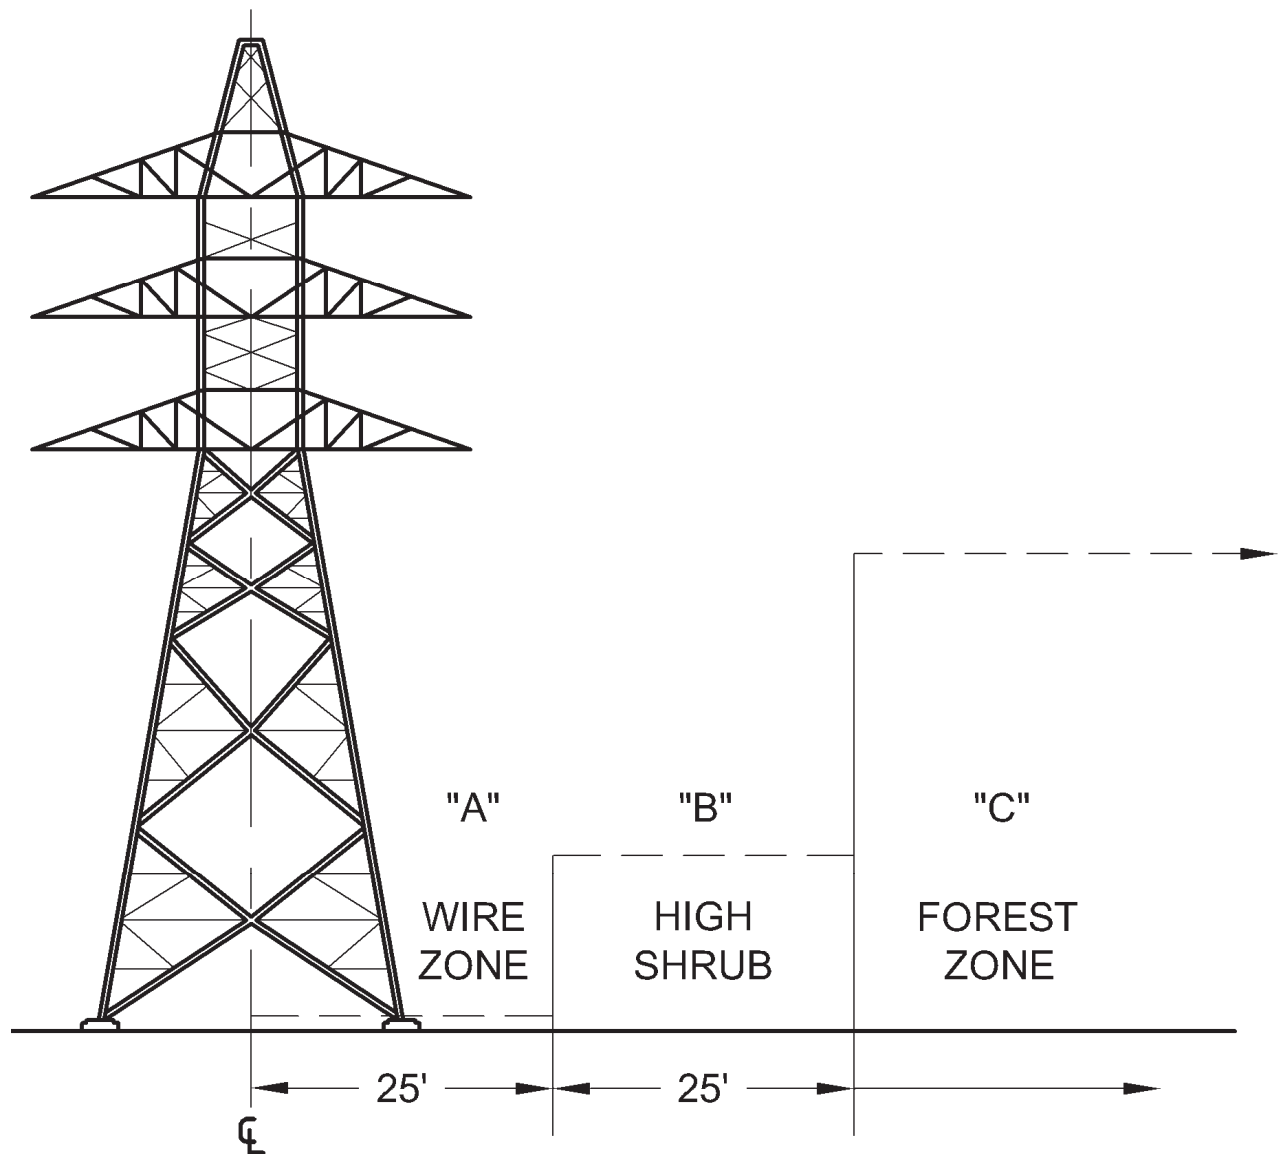 "A"
"B"
"C"
WIRE
ZONE
HIGH
SHRUB
FOREST
ZONE
25'
25'
℄